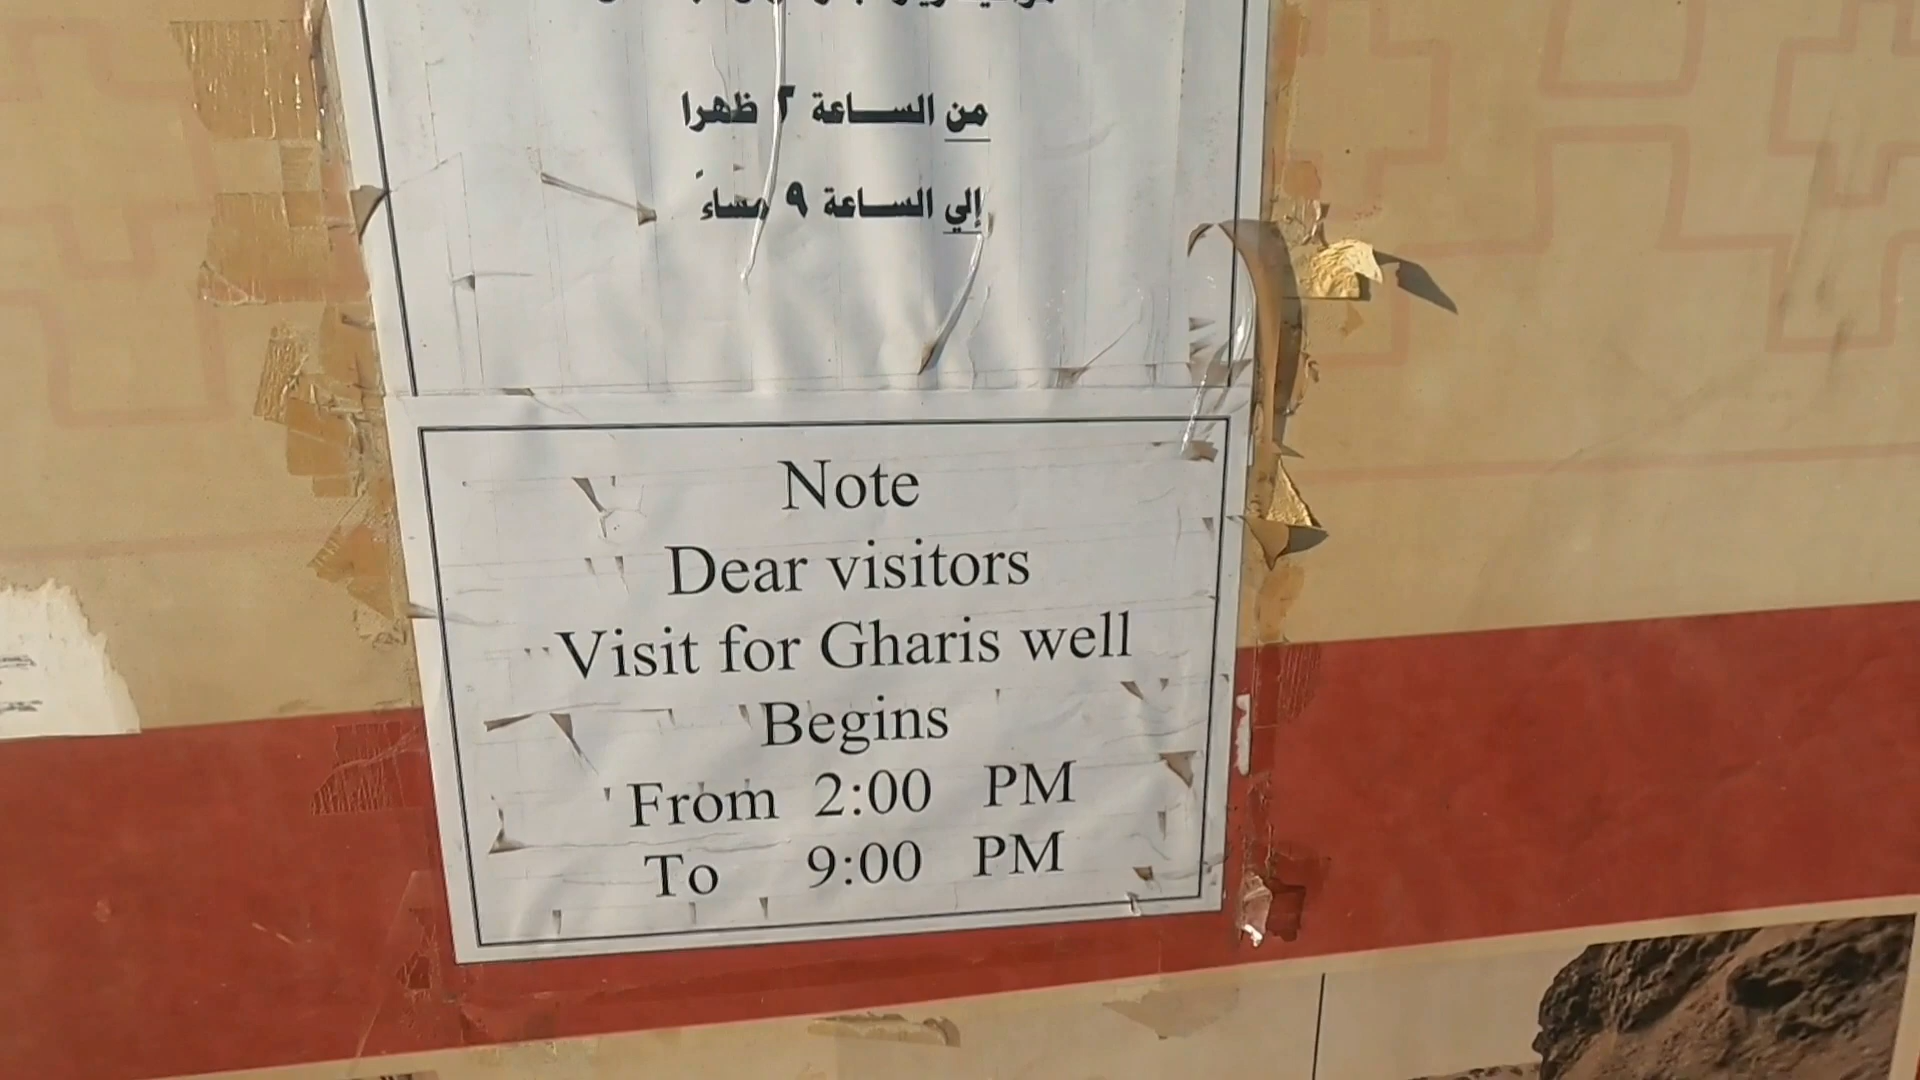 من الساعة ٢ ظهرا
إلي الساعة ٩ مساءً
Note
Dear visitors
Visit for Gharis well
Begins
From 2:00 PM
To 9:00 PM